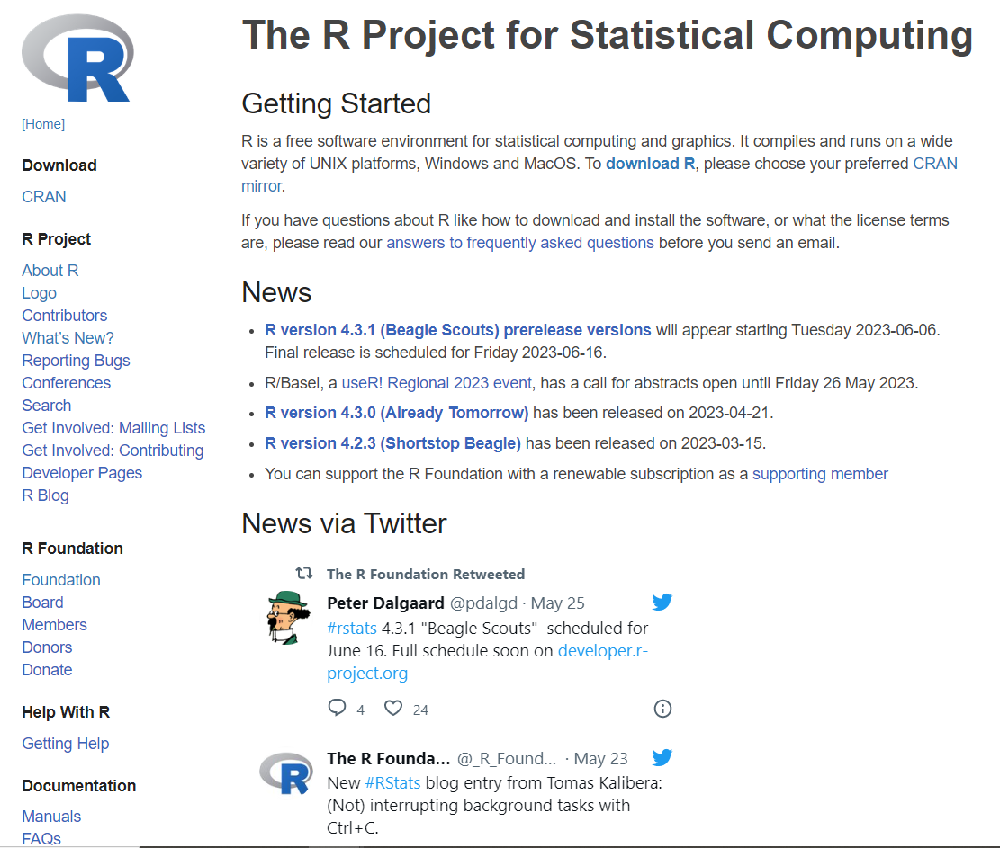 R
[Home]
Download
CRAN
R Project
About R
Logo
Contributors
What's New?
Reporting Bugs
Conferences
Search
Get Involved: Mailing Lists
Get Involved: Contributing
Developer Pages
R Blog
R Foundation
Foundation
Board
Members
Donors
Donate
Help With R
Getting Help
Documentation
Manuals
FAQs
The R Project for Statistical Computing
Getting Started
R is a free software environment for statistical computing and graphics. It compiles and runs on a wide
variety of UNIX platforms, Windows and MacOS. To download R, please choose your preferred CRAN
mirror.
If you have questions about R like how to download and install the software, or what the license terms
are, please read our answers to frequently asked questions before you send an email.
News
• R version 4.3.1 (Beagle Scouts) prerelease versions will appear starting Tuesday 2023-06-06.
Final release is scheduled for Friday 2023-06-16.
• R/Basel, a useR! Regional 2023 event, has a call for abstracts open until Friday 26 May 2023.
• R version 4.3.0 (Already Tomorrow) has been released on 2023-04-21.
• R version 4.2.3 (Shortstop Beagle) has been released on 2023-03-15.
• You can support the R Foundation with a renewable subscription as a supporting member
News via Twitter
The R Foundation Retweeted
Peter Dalgaard @pdalgd · May 25
#rstats 4.3.1 "Beagle Scouts" scheduled for
June 16. Full schedule soon on developer.r-
project.org
4 24
R
The R Founda... @_R_Found... · May 23
New #RStats blog entry from Tomas Kalibera:
(Not) interrupting background tasks with
Ctrl+C.